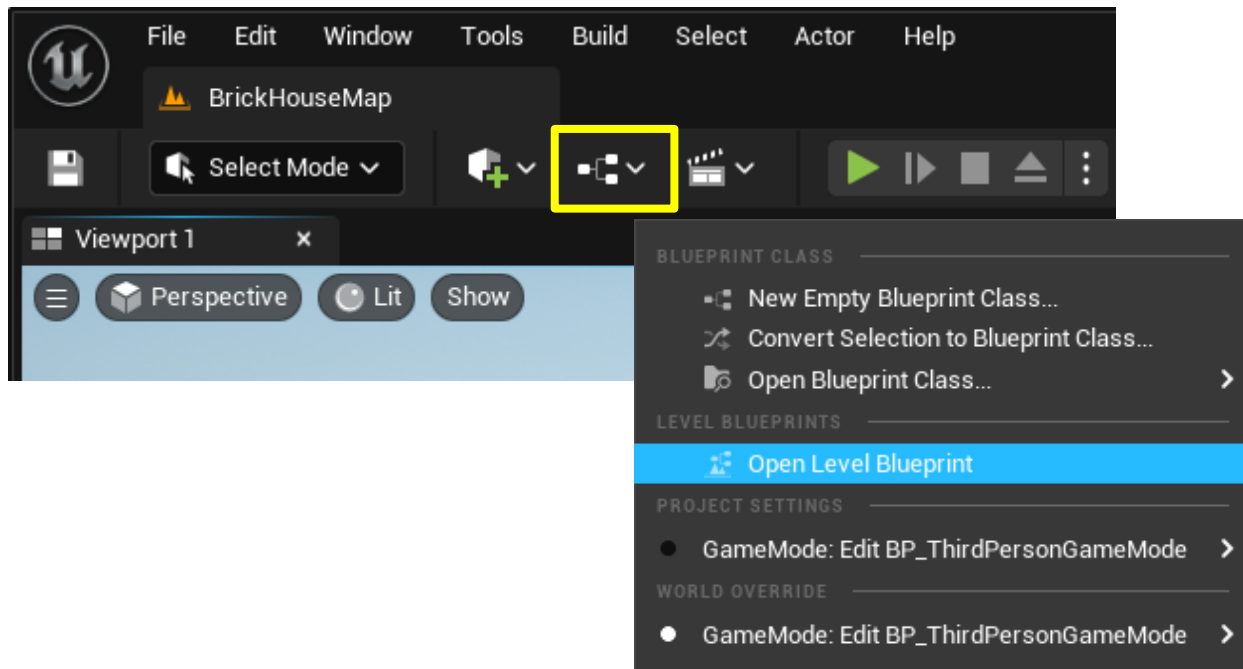 File Edit Window Tools Build Select Actor Help
BrickHouseMap
Select Mode
Viewport 1
Perspective Lit Show
BLUEPRINT CLASS
New Empty Blueprint Class...
Convert Selection to Blueprint Class...
Open Blueprint Class...
LEVEL BLUEPRINTS
Open Level Blueprint
PROJECT SETTINGS
GameMode: Edit BP_ThirdPersonGameMode
WORLD OVERRIDE
GameMode: Edit BP_ThirdPersonGameMode